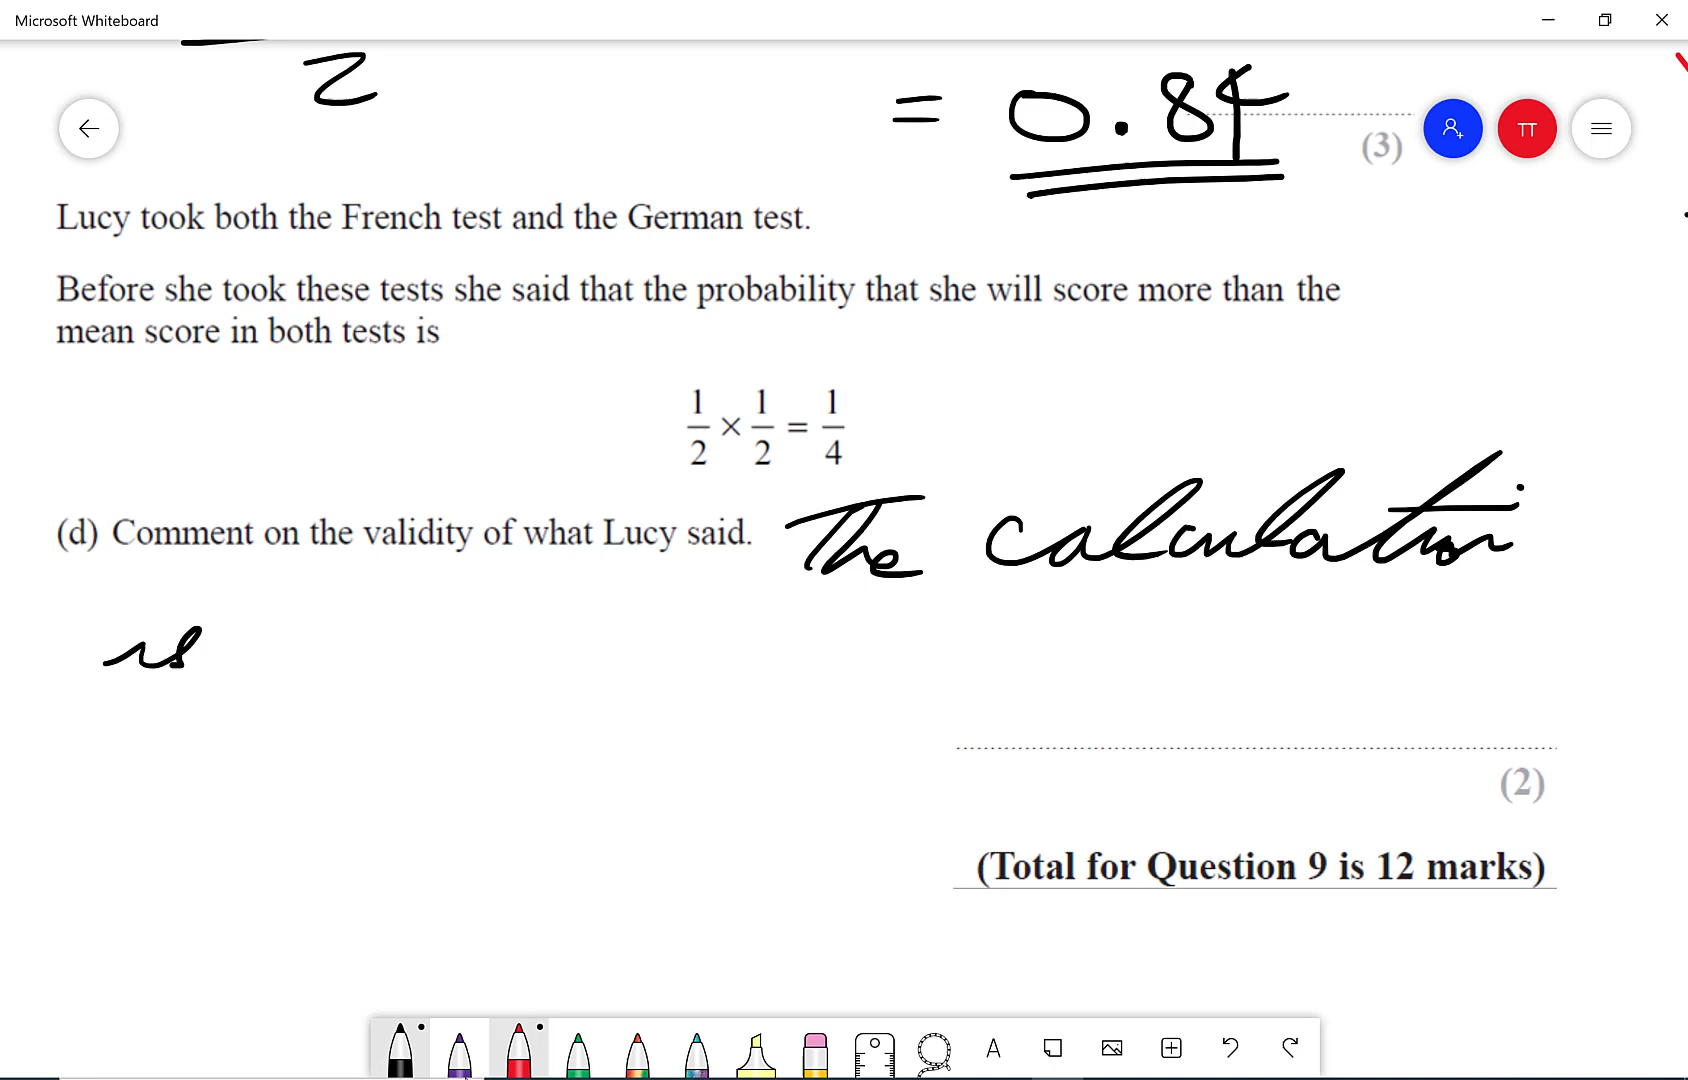 Microsoft Whiteboard
2
= 0.84
(3)
TT
Lucy took both the French test and the German test.
Before she took these tests she said that the probability that she will score more than the
mean score in both tests is
1/2 × 1/2 = 1/4
(d) Comment on the validity of what Lucy said. The calculation
is
(2)
(Total for Question 9 is 12 marks)
A